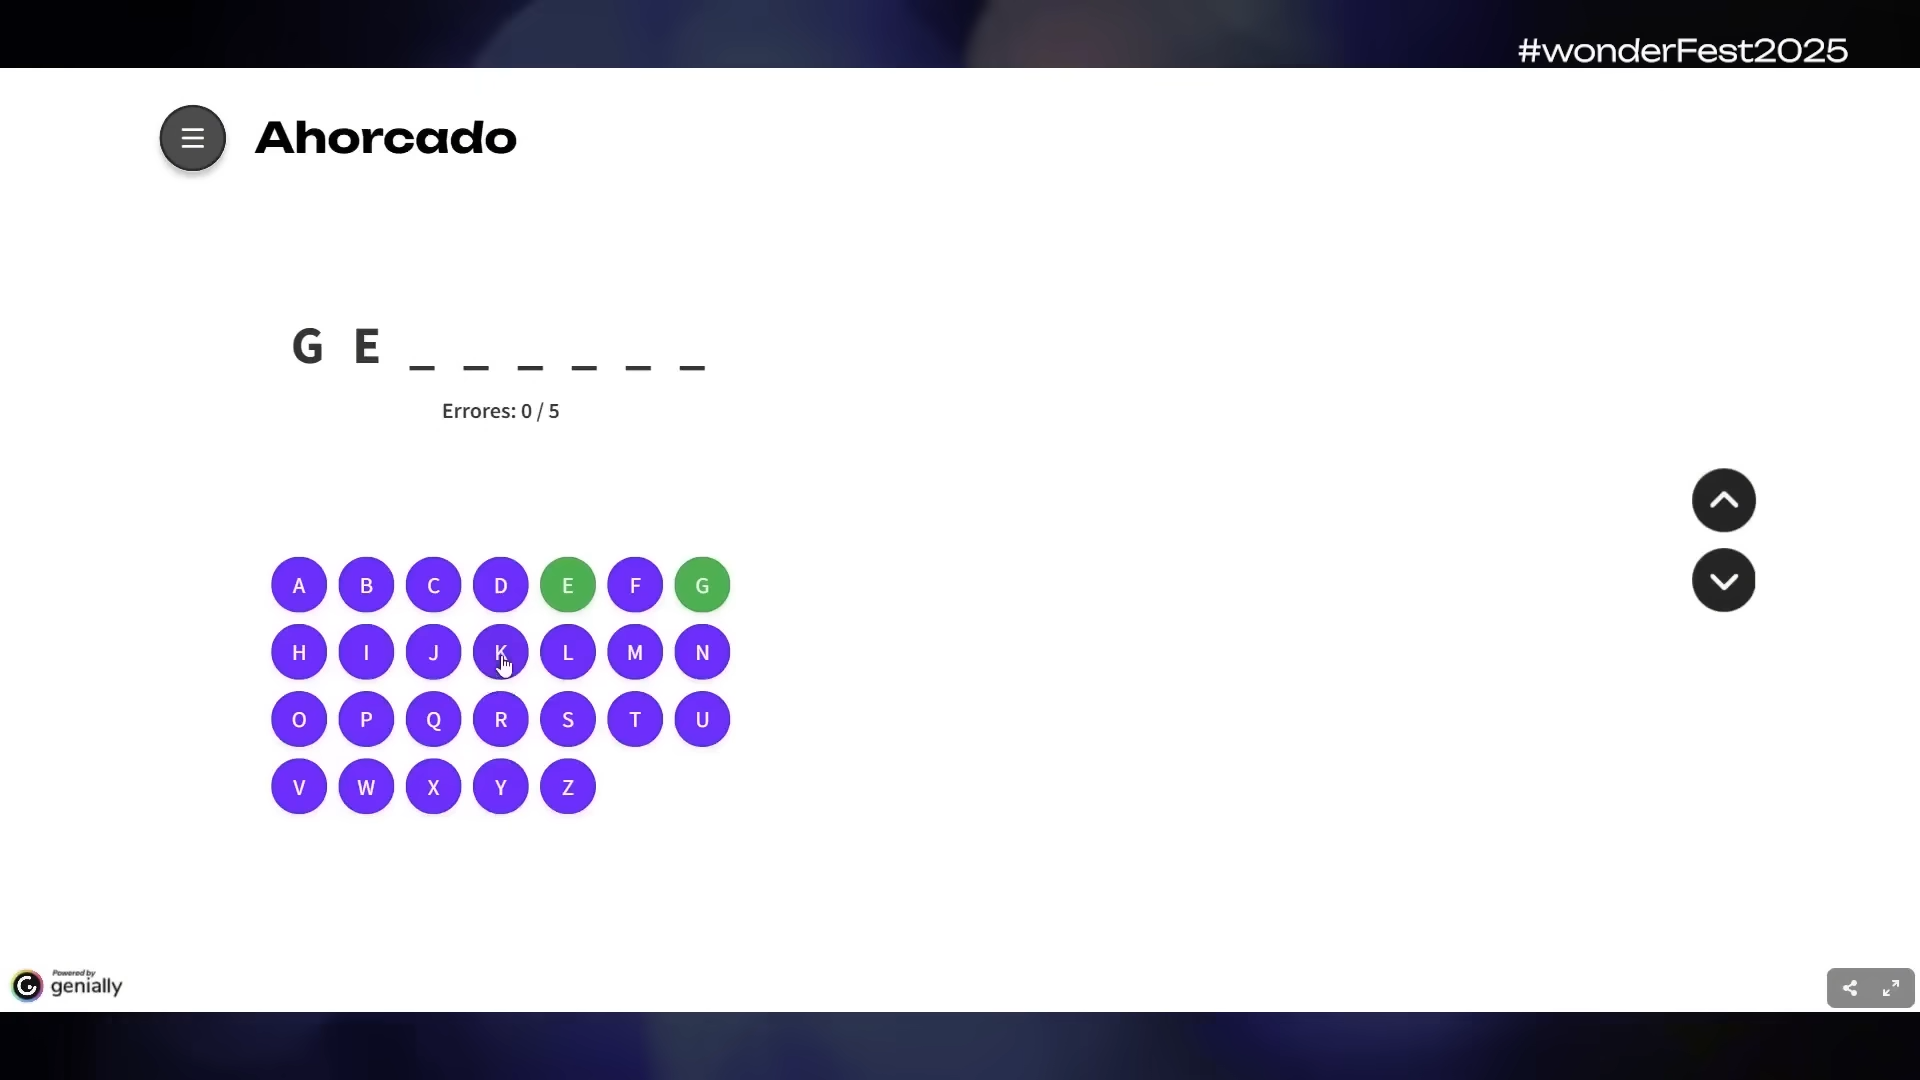 #wonderFest2025
Ahorcado
G E _ _ _ _ _ _
Errores: 0 / 5
A B C D E F G
H I J K L M N
O P Q R S T U
V W X Y Z
Powered by
genially